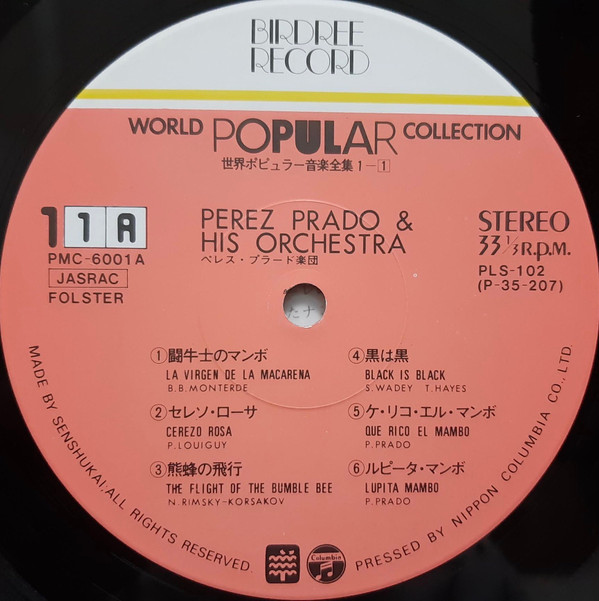 BIRDREE
RECORD
WORLD POPULAR COLLECTION
世界ポピュラー音楽全集1-1
1 1 A
PMC-6001A
JASRAC
FOLSTER
PEREZ PRADO &
HIS ORCHESTRA
ペレス・プラード楽団
STEREO
33 1/3 R.P.M.
PLS-102
(P-35-207)
①闘牛士のマンボ
LA VIRGEN DE LA MACARENA
B.B.MONTERDE
②セレソ・ローサ
CEREZO ROSA
P.LOUIGUY
③熊蜂の飛行
THE FLIGHT OF THE BUMBLE BEE
N.RIMSKY-KORSAKOV
④黒は黒
BLACK IS BLACK
S.WADEY T.HAYES
⑤ケ・リコ・エル・マンボ
QUE RICO EL MAMBO
P.PRADO
⑥ルピータ・マンボ
LUPITA MAMBO
P.PRADO
MADE BY SENSHUKAI:ALL RIGHTS RESERVED.
Columbia
PRESSED BY NIPPON COLUMBIA CO., LTD.